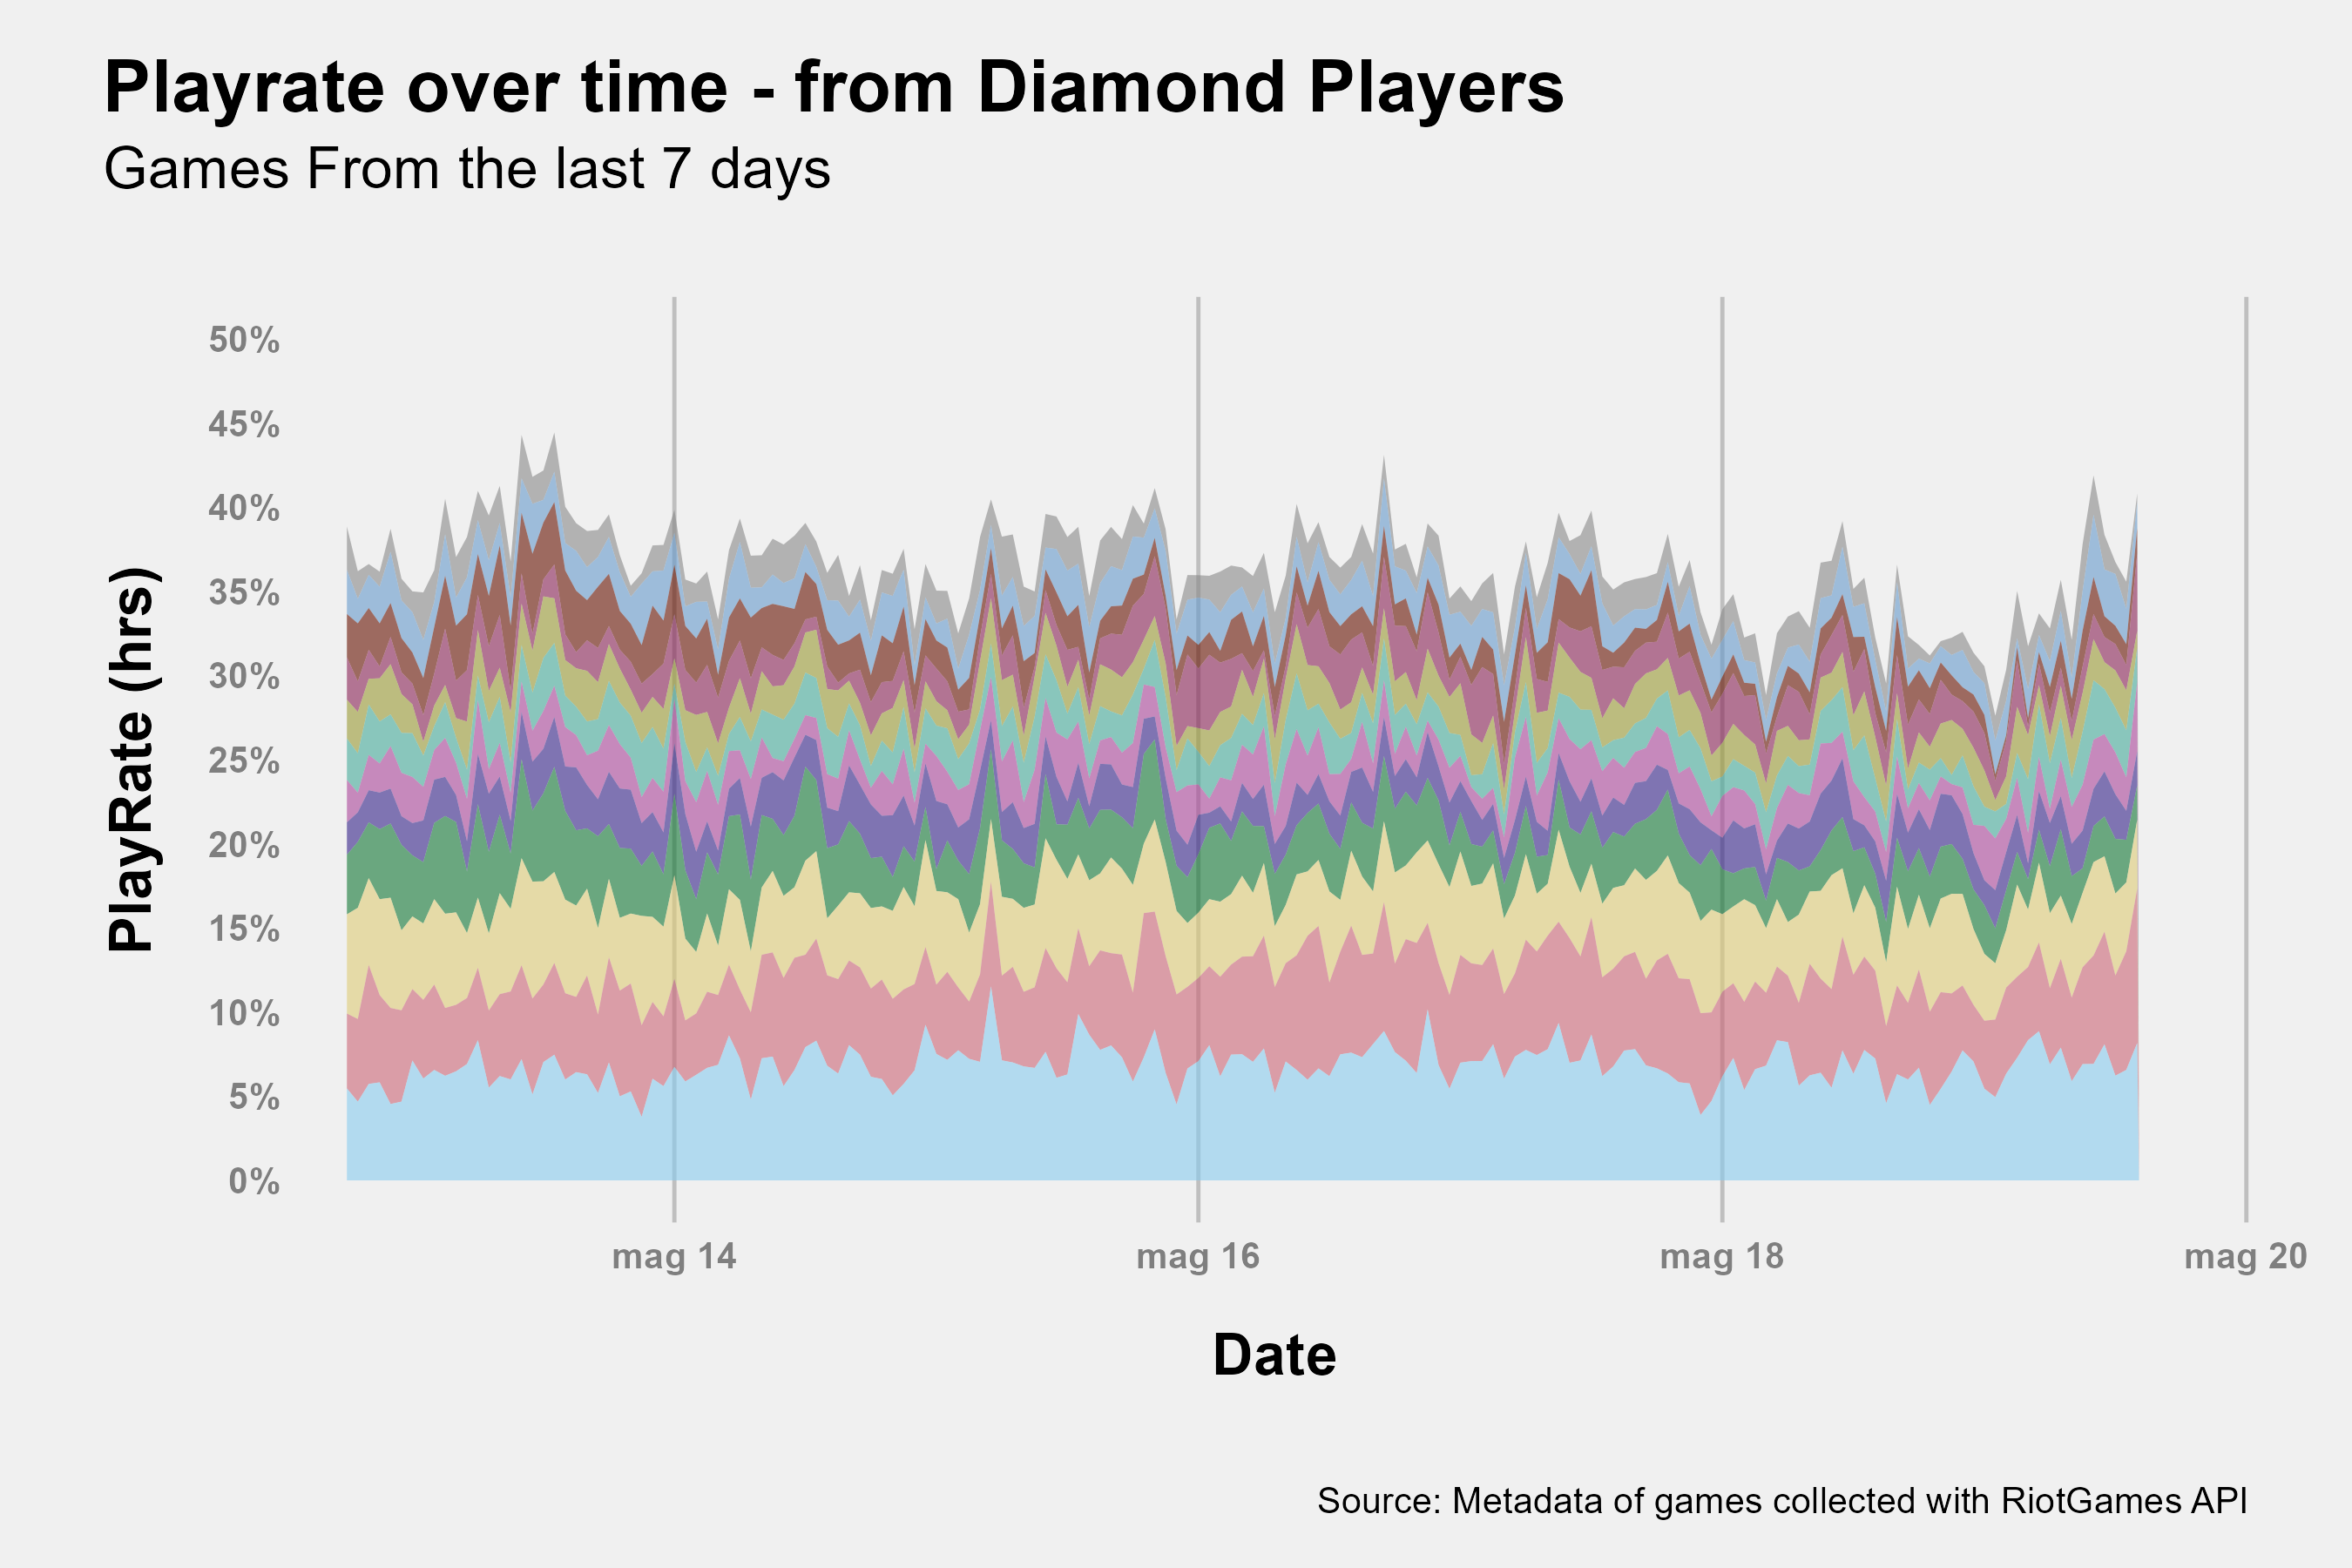 Playrate over time - from Diamond Players
Games From the last 7 days
PlayRate (hrs)
50%
45%
40%
35%
30%
25%
20%
15%
10%
5%
0%
mag 14
mag 16
mag 18
mag 20
Date
Source: Metadata of games collected with RiotGames API